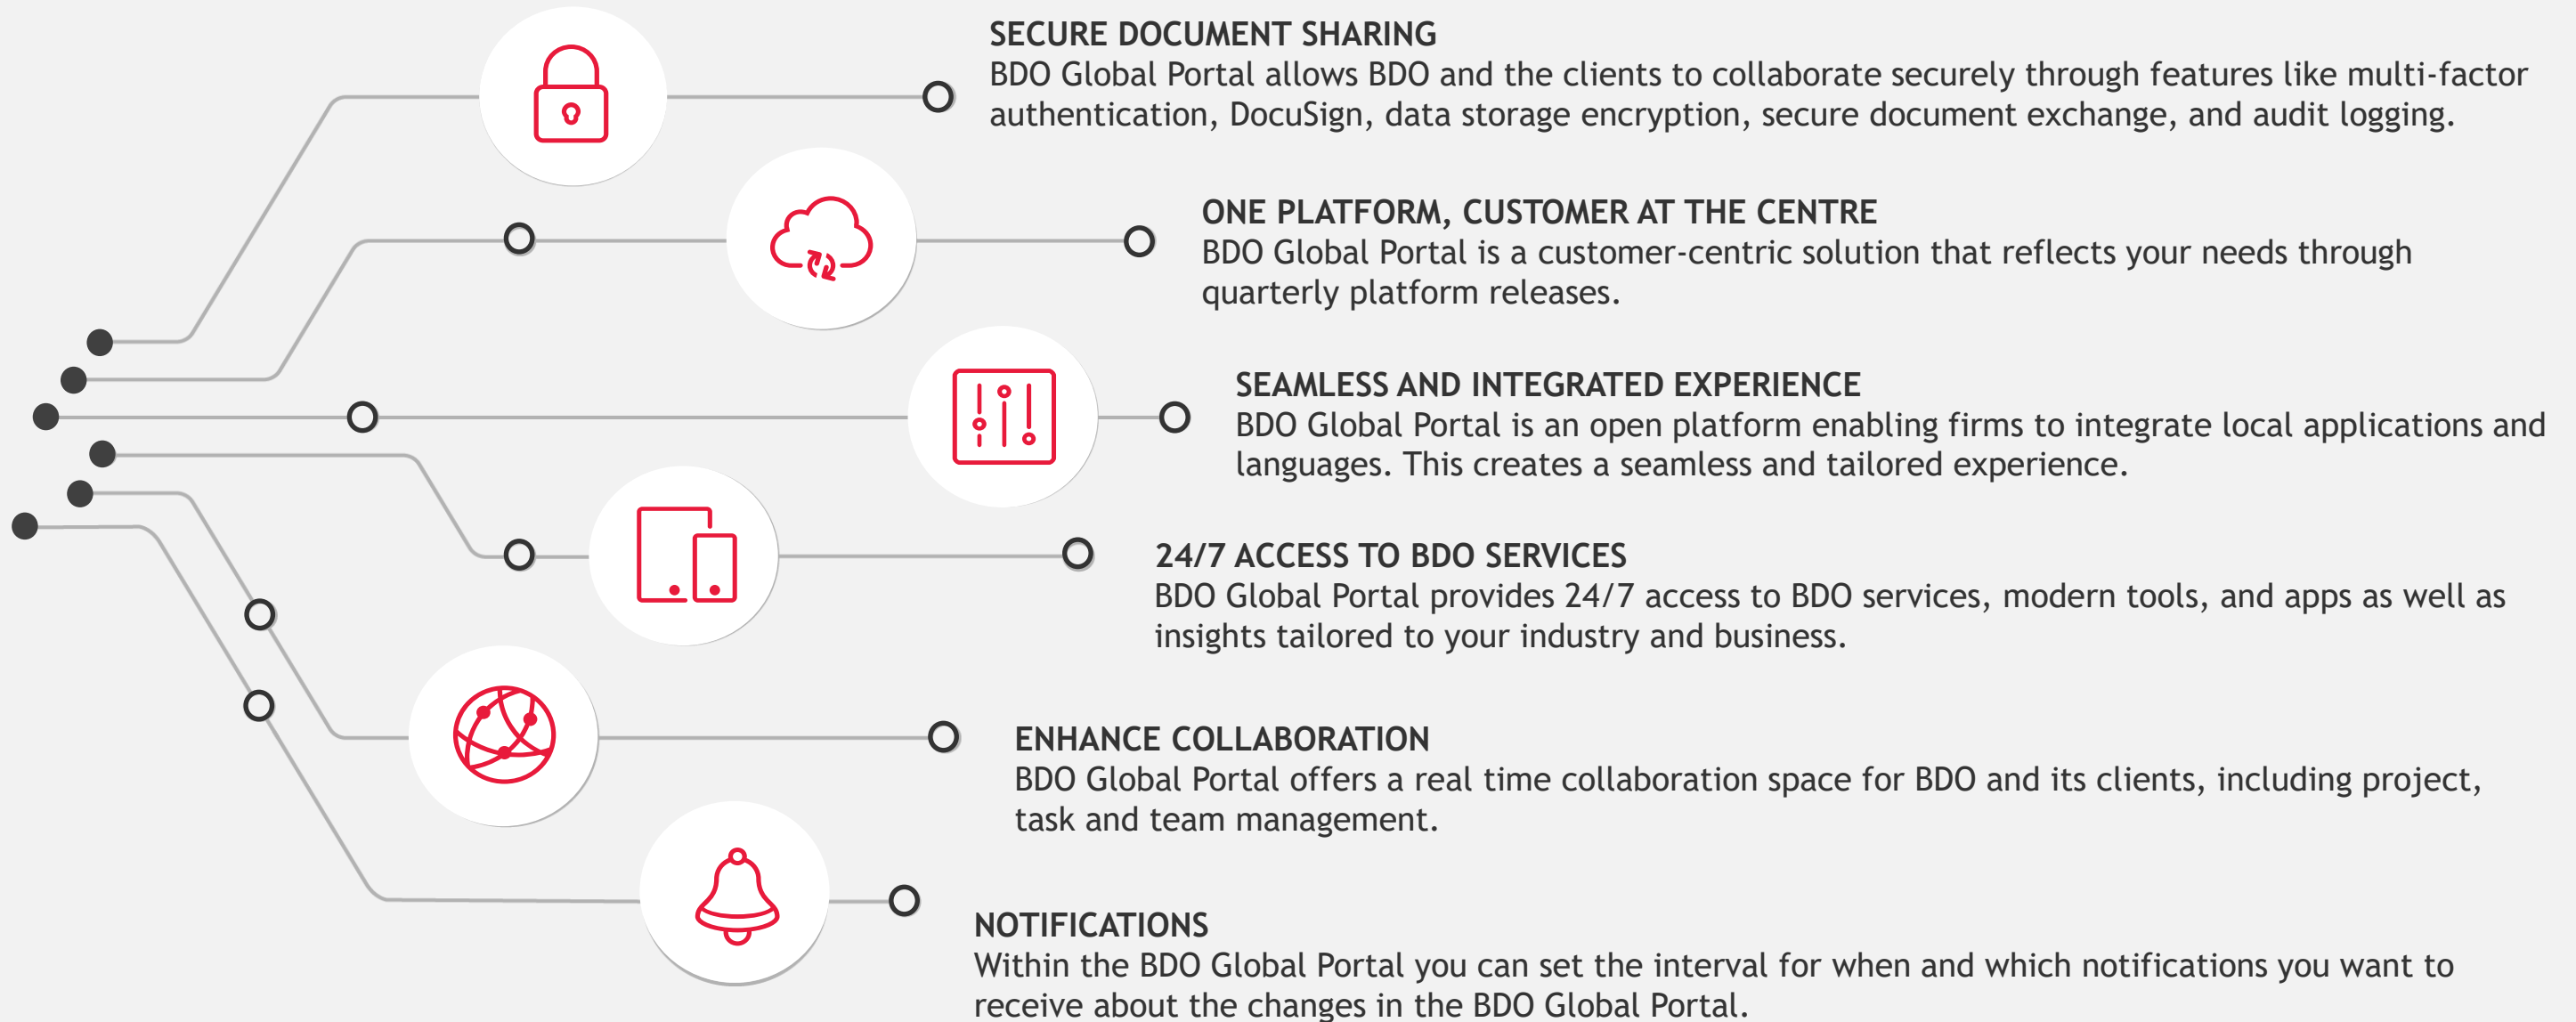 SECURE DOCUMENT SHARING
BDO Global Portal allows BDO and the clients to collaborate securely through features like multi-factor
authentication, DocuSign, data storage encryption, secure document exchange, and audit logging.
ONE PLATFORM, CUSTOMER AT THE CENTRE
BDO Global Portal is a customer-centric solution that reflects your needs through
quarterly platform releases.
SEAMLESS AND INTEGRATED EXPERIENCE
BDO Global Portal is an open platform enabling firms to integrate local applications and
languages. This creates a seamless and tailored experience.
24/7 ACCESS TO BDO SERVICES
BDO Global Portal provides 24/7 access to BDO services, modern tools, and apps as well as
insights tailored to your industry and business.
ENHANCE COLLABORATION
BDO Global Portal offers a real time collaboration space for BDO and its clients, including project,
task and team management.
NOTIFICATIONS
Within the BDO Global Portal you can set the interval for when and which notifications you want to
receive about the changes in the BDO Global Portal.